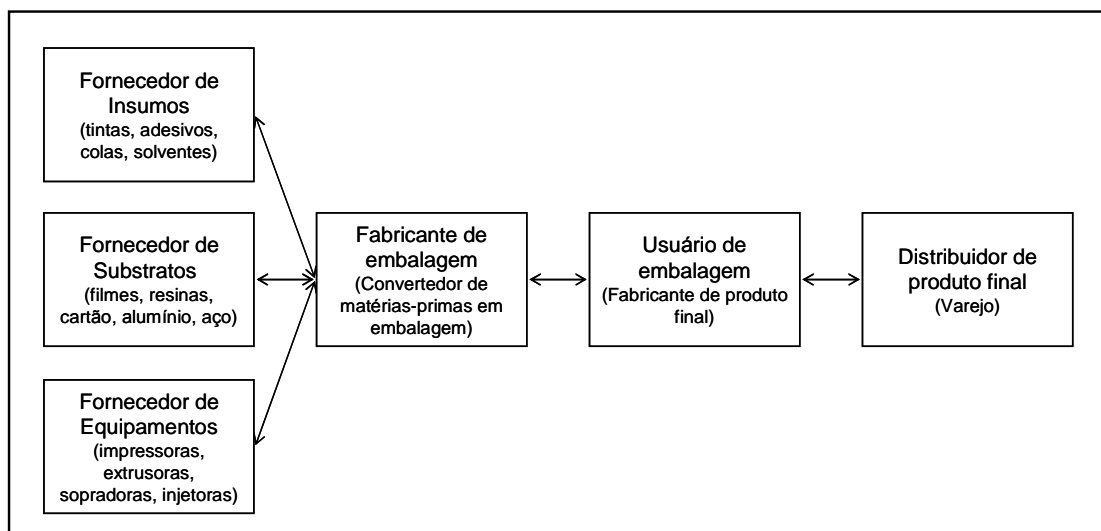 Fornecedor de
Insumos
(tintas, adesivos,
colas, solventes)
Fornecedor de
Substratos
(filmes, resinas,
cartão, alumínio, aço)
Fornecedor de
Equipamentos
(impressoras,
extrusoras,
sopradoras, injetoras)
Fabricante de
embalagem
(Convertedor de
matérias-primas em
embalagem)
Usuário de
embalagem
(Fabricante de produto
final)
Distribuidor de
produto final
(Varejo)